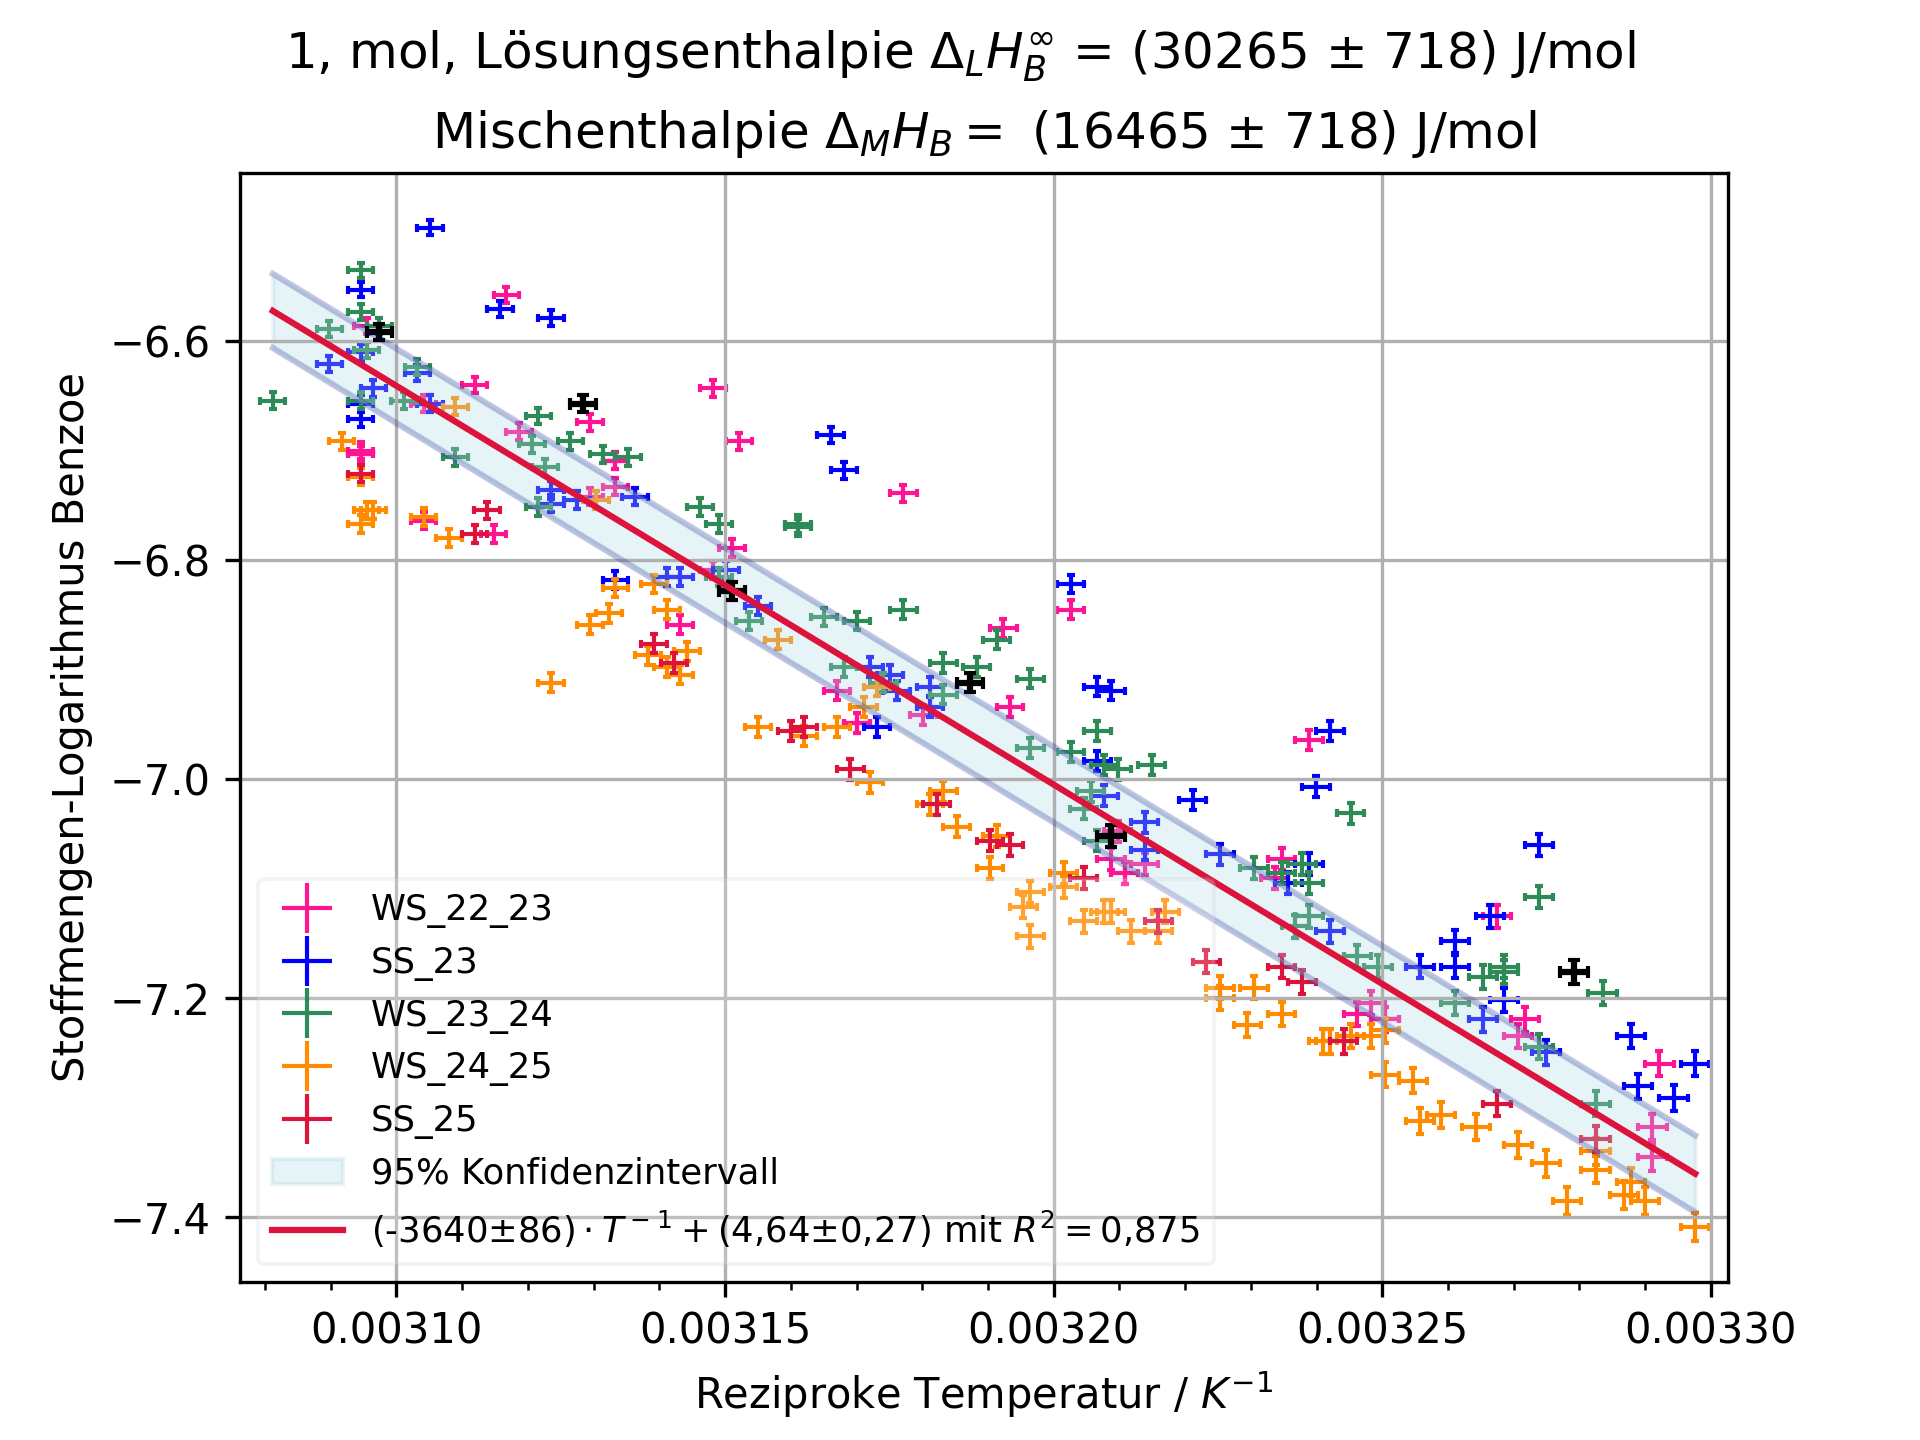 1, mol, Lösungsenthalpie Δ_L H_B^∞ = (30265 ± 718) J/mol
Mischenthalpie Δ_M H_B = (16465 ± 718) J/mol
Stoffmengen-Logarithmus Benzoe
−6.6
−6.8
−7.0
−7.2
−7.4
WS_22_23
SS_23
WS_23_24
WS_24_25
SS_25
95% Konfidenzintervall
(-3640±86) · T⁻¹ + (4,64±0,27) mit R² = 0,875
0.00310 0.00315 0.00320 0.00325 0.00330
Reziproke Temperatur / K⁻¹